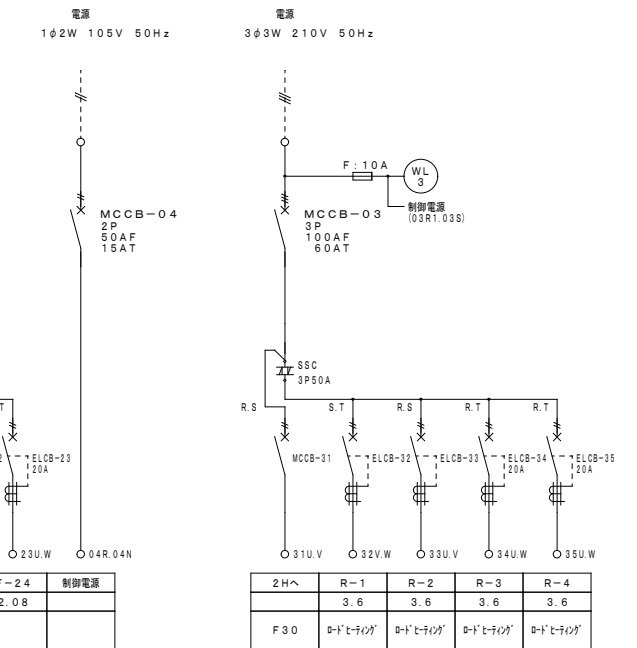 電源
1φ2W 105V 50Hz
電源
3φ3W 210V 50Hz
F:10A
WL
3
制御電源
(03R1.03S)
MCCB-04
2P
50AF
15AT
MCCB-03
3P
100AF
60AT
SSC
3P50A
T
R.S
S.T
R.S
R.T
R.T
2
ELCB-23
20A
MCCB-31
ELCB-32
ELCB-33
ELCB-34
20A
ELCB-35
20A
23U.W
04R.04N
31U.V
32V.W
33U.V
34U.W
35U.W
F-24
制御電源
2.08
2Hへ
R-1
R-2
R-3
R-4
3.6
3.6
3.6
3.6
F30
ロードヒーティング
ロードヒーティング
ロードヒーティング
ロードヒーティング